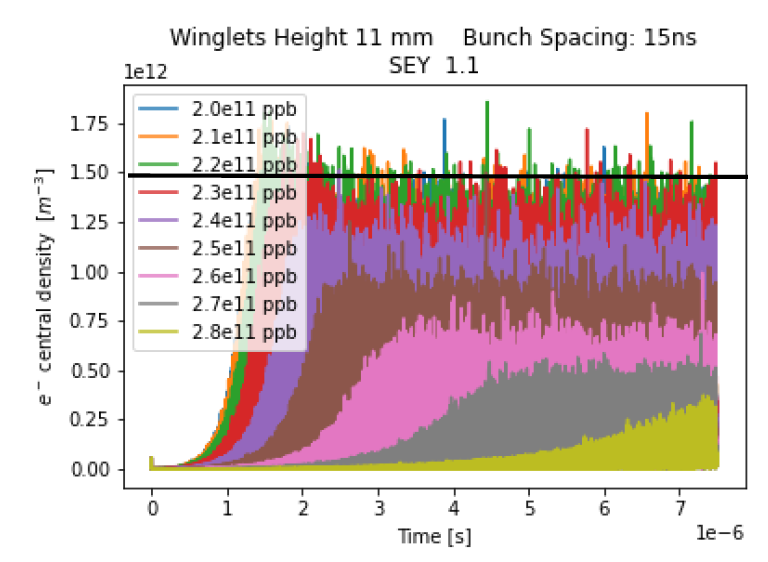 Winglets Height 11 mm Bunch Spacing: 15ns
SEY 1.1
1e12
2.0e11 ppb
2.1e11 ppb
2.2e11 ppb
2.3e11 ppb
2.4e11 ppb
2.5e11 ppb
2.6e11 ppb
2.7e11 ppb
2.8e11 ppb
1.75
1.50
1.25
1.00
0.75
0.50
0.25
0.00
e⁻ central density [m⁻³]
0 1 2 3 4 5 6 7
1e−6
Time [s]